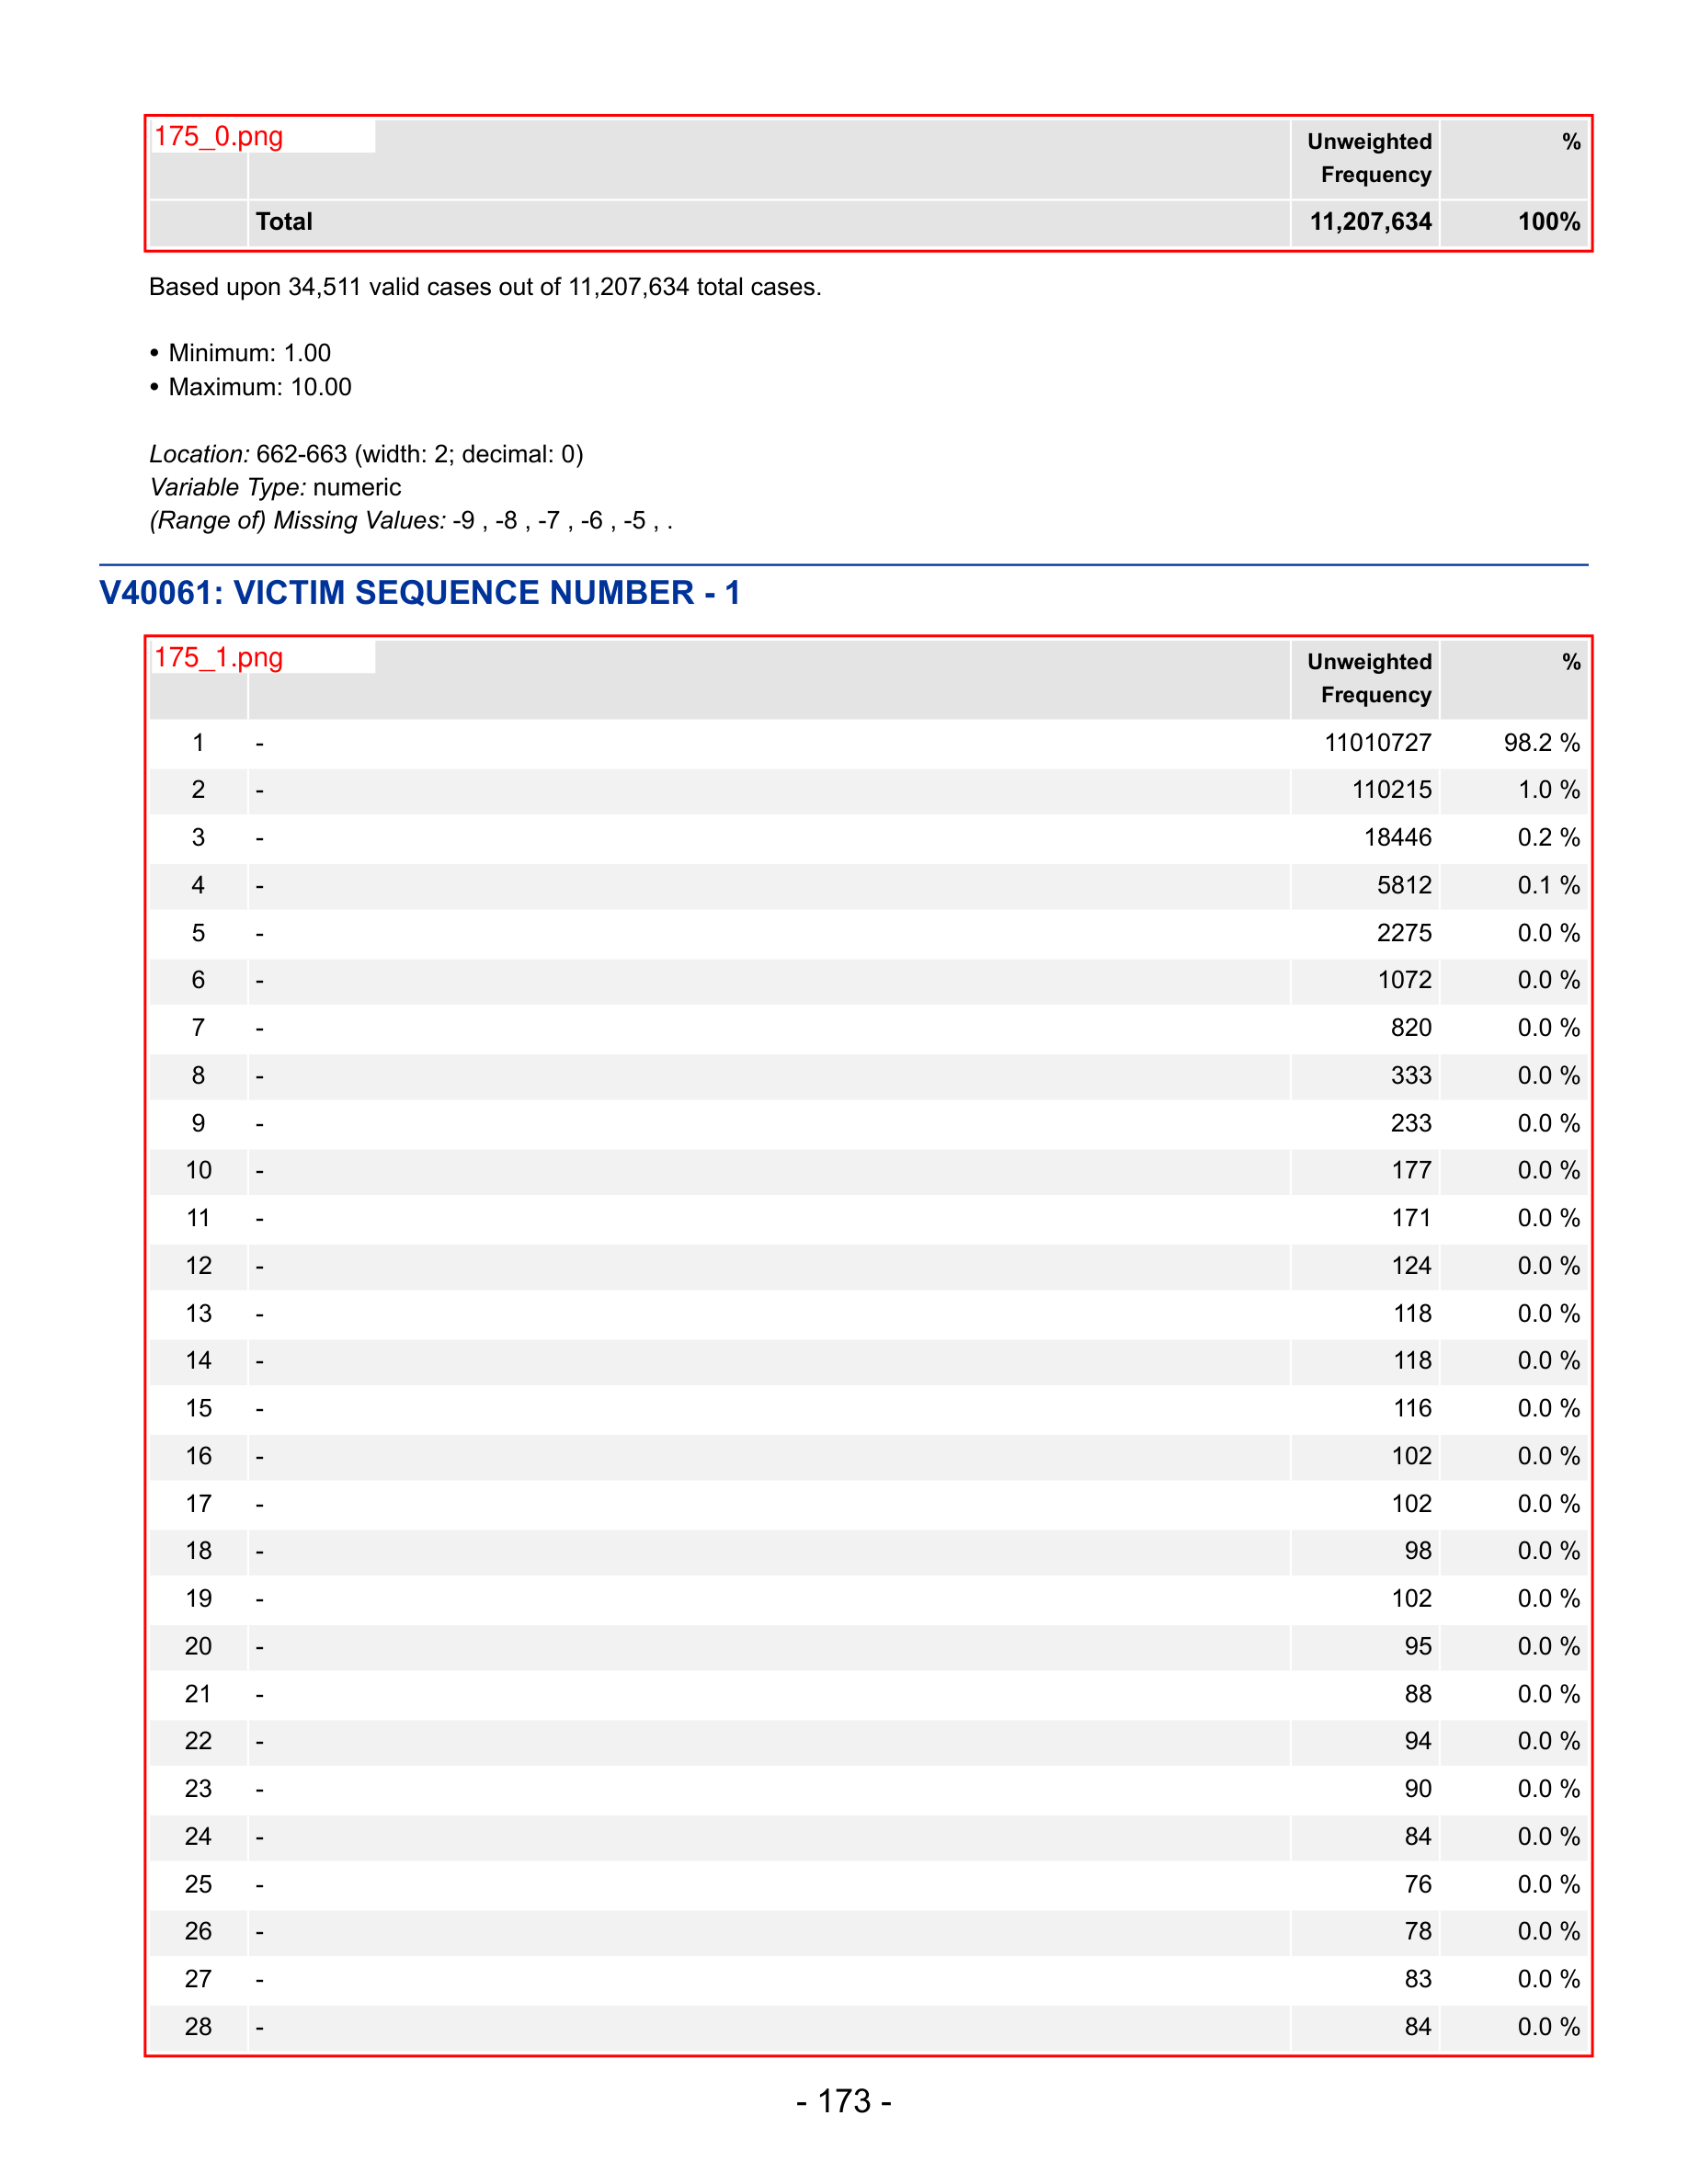 175_0.png
Unweighted Frequency %
Total 11,207,634 100%
Based upon 34,511 valid cases out of 11,207,634 total cases.
• Minimum: 1.00
• Maximum: 10.00
Location: 662-663 (width: 2; decimal: 0)
Variable Type: numeric
(Range of) Missing Values: -9 , -8 , -7 , -6 , -5 , .
V40061: VICTIM SEQUENCE NUMBER - 1
175_1.png
Unweighted Frequency %
1 - 11010727 98.2 %
2 - 110215 1.0 %
3 - 18446 0.2 %
4 - 5812 0.1 %
5 - 2275 0.0 %
6 - 1072 0.0 %
7 - 820 0.0 %
8 - 333 0.0 %
9 - 233 0.0 %
10 - 177 0.0 %
11 - 171 0.0 %
12 - 124 0.0 %
13 - 118 0.0 %
14 - 118 0.0 %
15 - 116 0.0 %
16 - 102 0.0 %
17 - 102 0.0 %
18 - 98 0.0 %
19 - 102 0.0 %
20 - 95 0.0 %
21 - 88 0.0 %
22 - 94 0.0 %
23 - 90 0.0 %
24 - 84 0.0 %
25 - 76 0.0 %
26 - 78 0.0 %
27 - 83 0.0 %
28 - 84 0.0 %
- 173 -